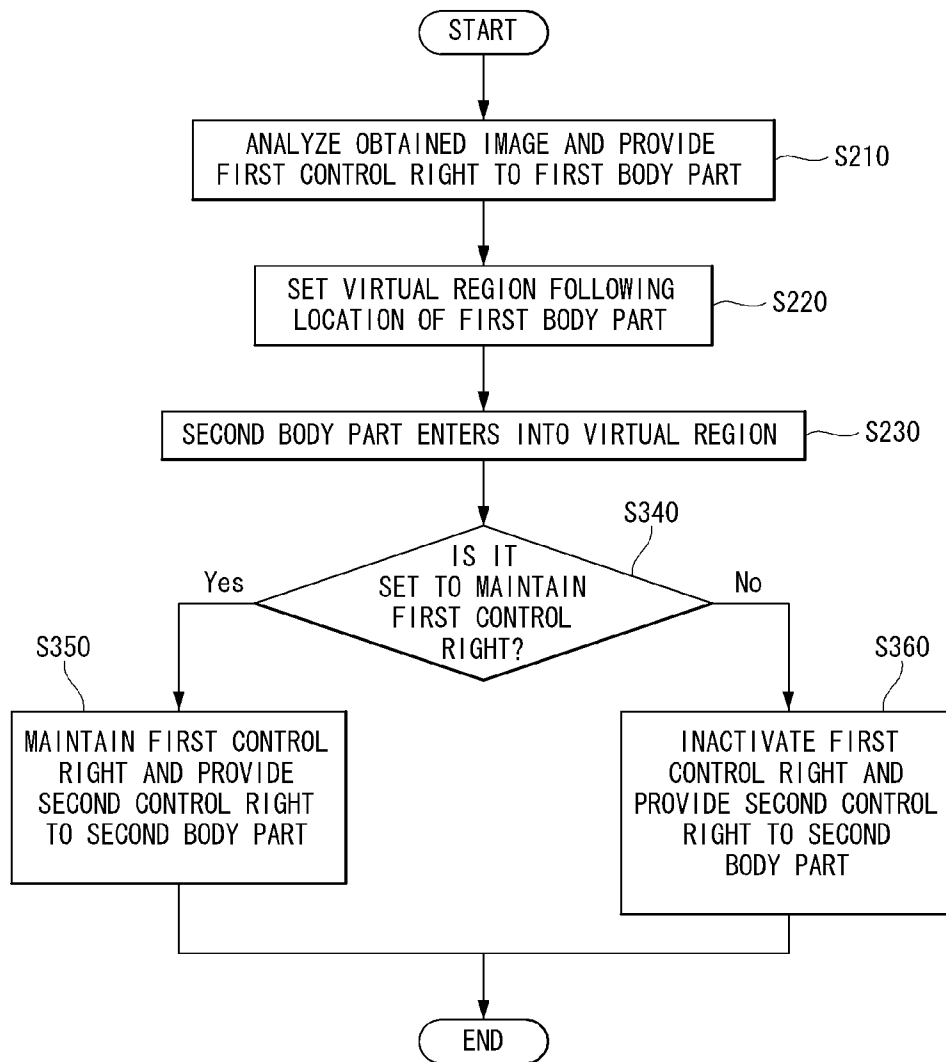 START
ANALYZE OBTAINED IMAGE AND PROVIDE
FIRST CONTROL RIGHT TO FIRST BODY PART
S210
SET VIRTUAL REGION FOLLOWING
LOCATION OF FIRST BODY PART
S220
SECOND BODY PART ENTERS INTO VIRTUAL REGION
S230
S340
IS IT
SET TO MAINTAIN
FIRST CONTROL
RIGHT?
Yes
No
S350
MAINTAIN FIRST CONTROL
RIGHT AND PROVIDE
SECOND CONTROL RIGHT
TO SECOND BODY PART
S360
INACTIVATE FIRST
CONTROL RIGHT AND
PROVIDE SECOND CONTROL
RIGHT TO SECOND
BODY PART
END